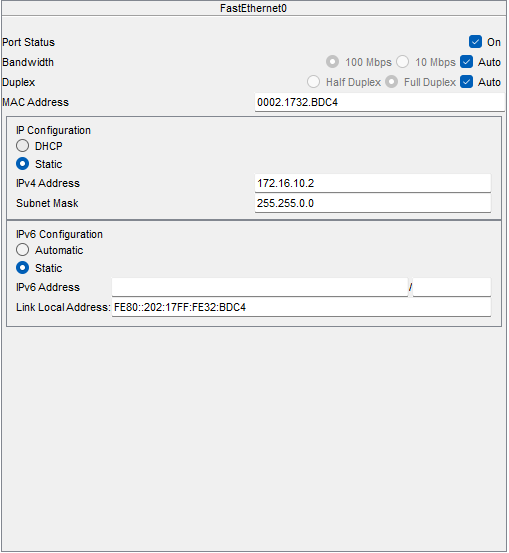 FastEthernet0
Port Status On
Bandwidth 100 Mbps 10 Mbps Auto
Duplex Half Duplex Full Duplex Auto
MAC Address 0002.1732.BDC4
IP Configuration
DHCP
Static
IPv4 Address 172.16.10.2
Subnet Mask 255.255.0.0
IPv6 Configuration
Automatic
Static
IPv6 Address /
Link Local Address: FE80::202:17FF:FE32:BDC4